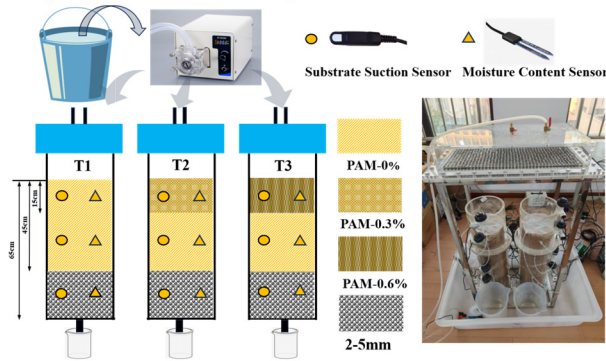 Substrate Suction Sensor
Moisture Content Sensor
T1
T2
T3
15cm
45cm
65cm
PAM-0%
PAM-0.3%
PAM-0.6%
2-5mm